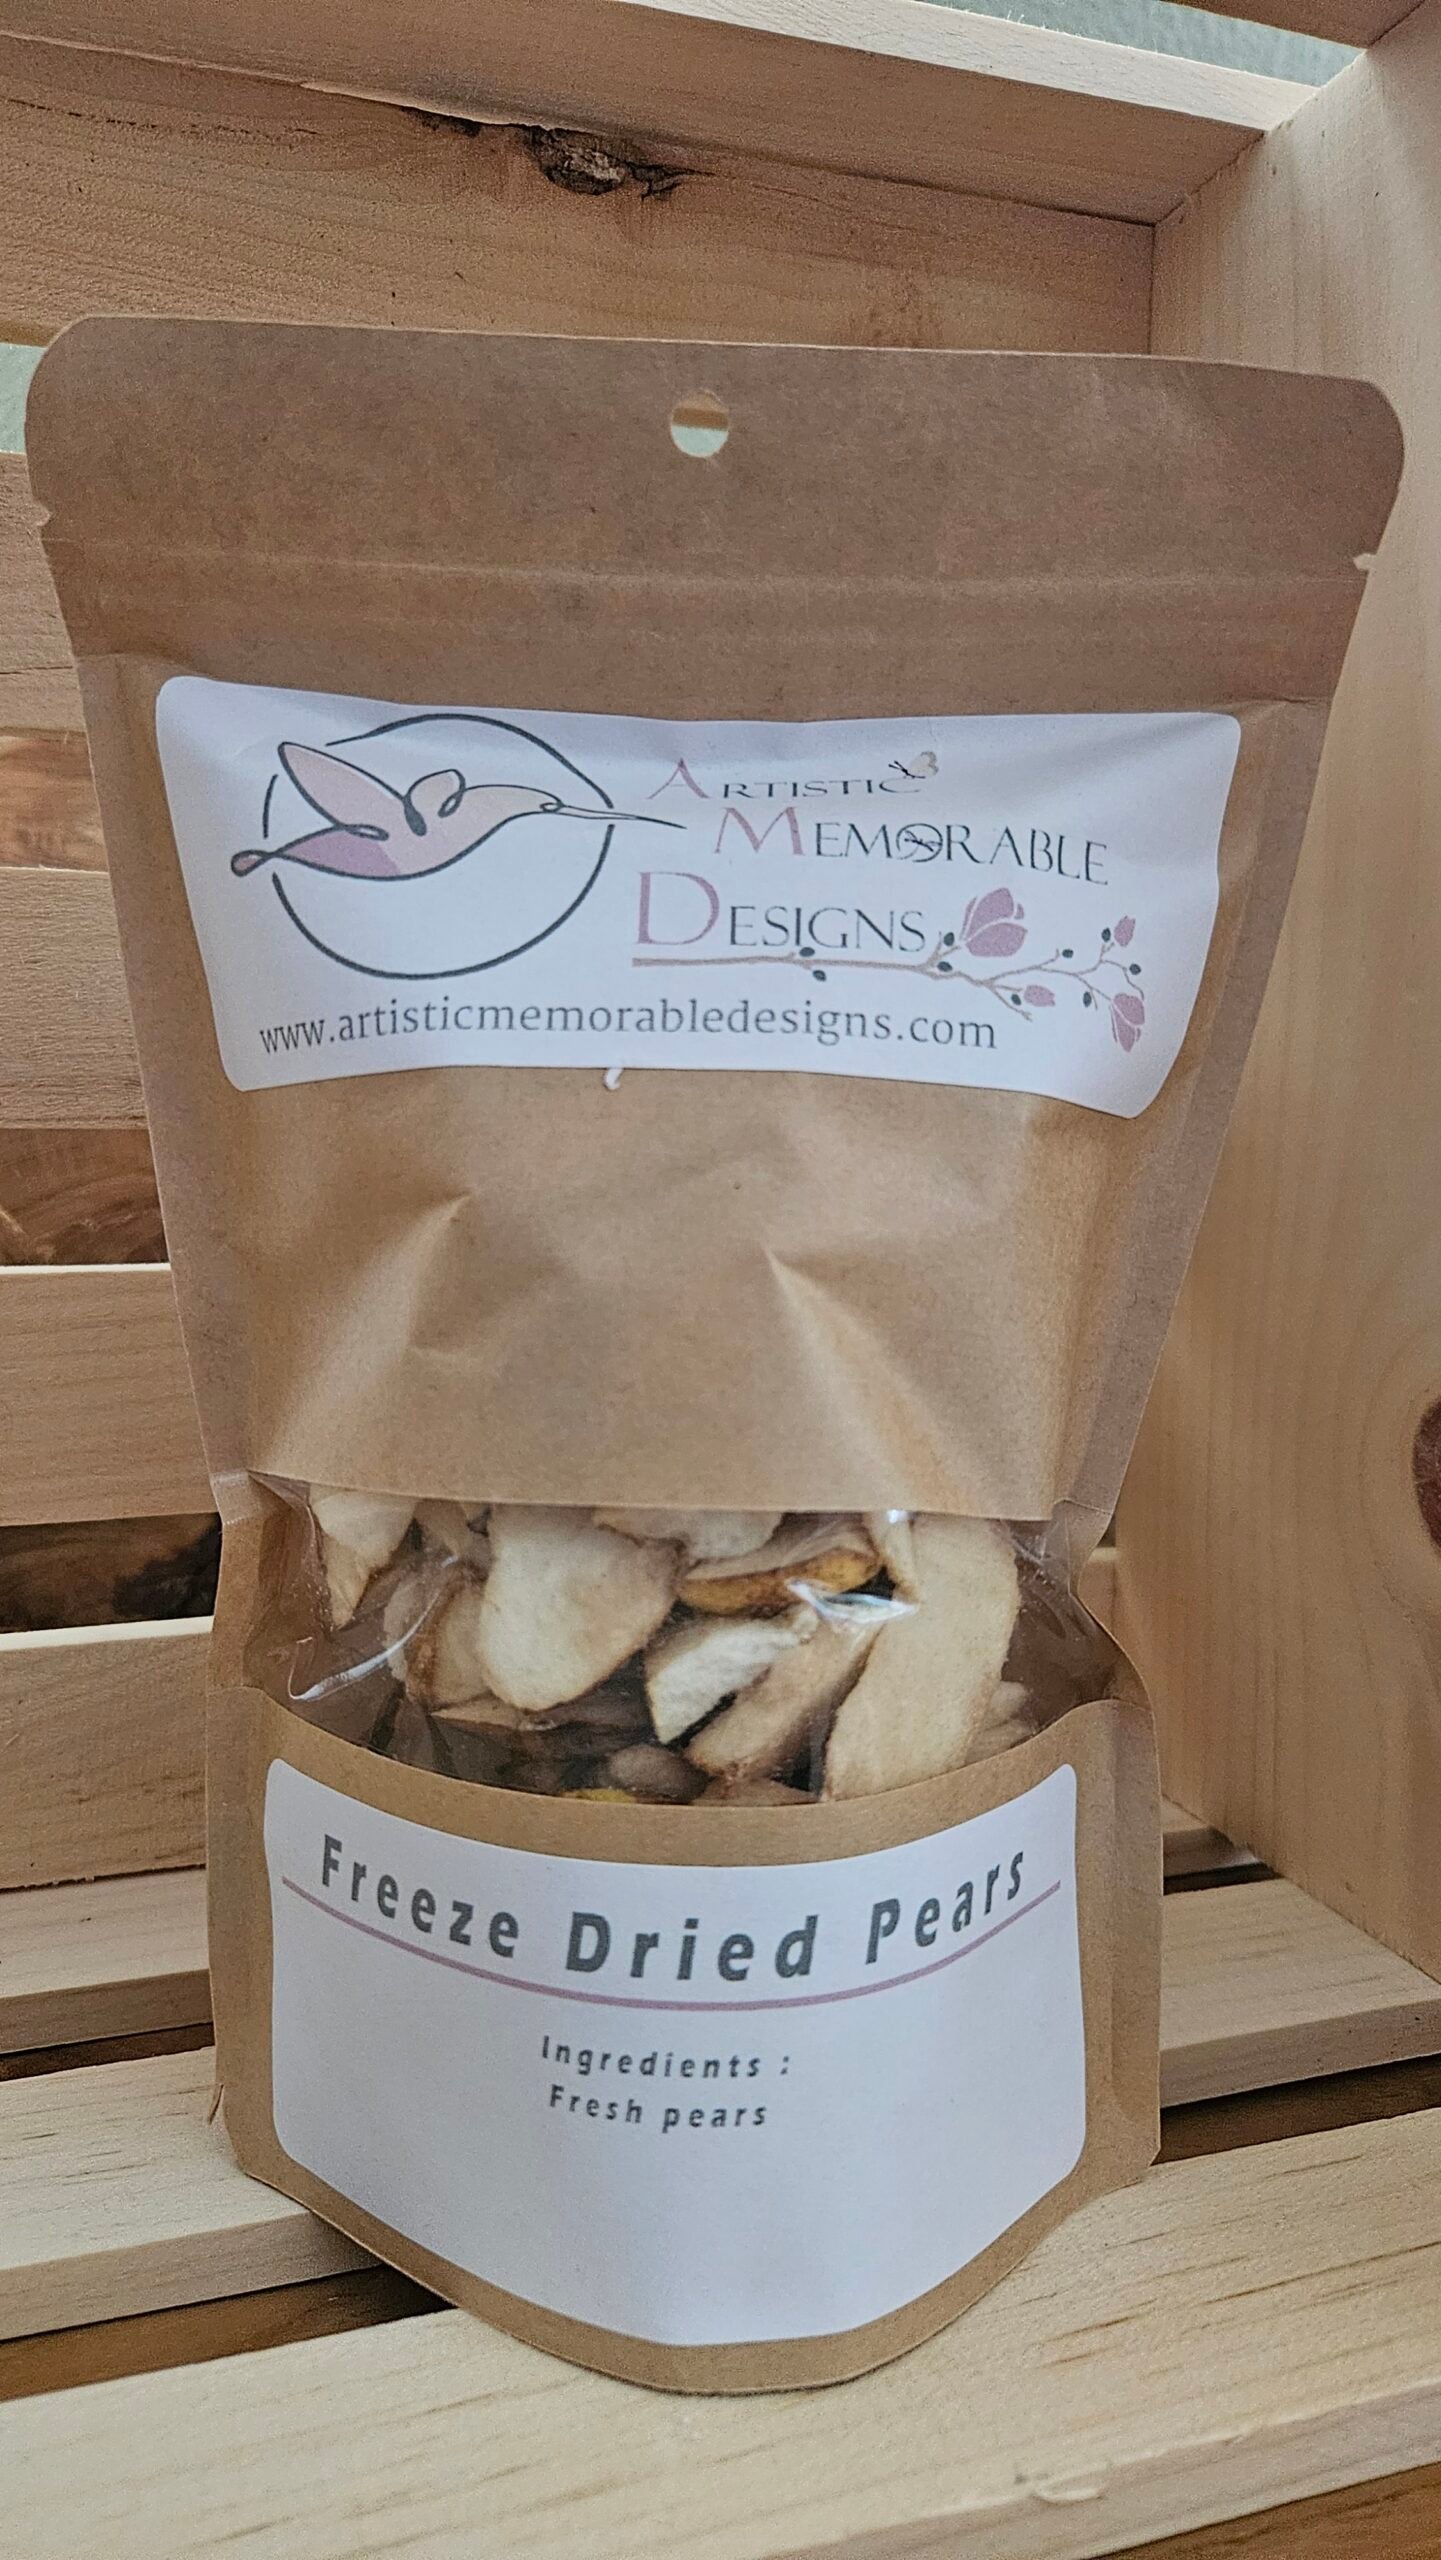 ARTISTIC
MEMORABLE
DESIGNS
www.artisticmemorabledesigns.com
Freeze Dried Pears
Ingredients :
Fresh pears